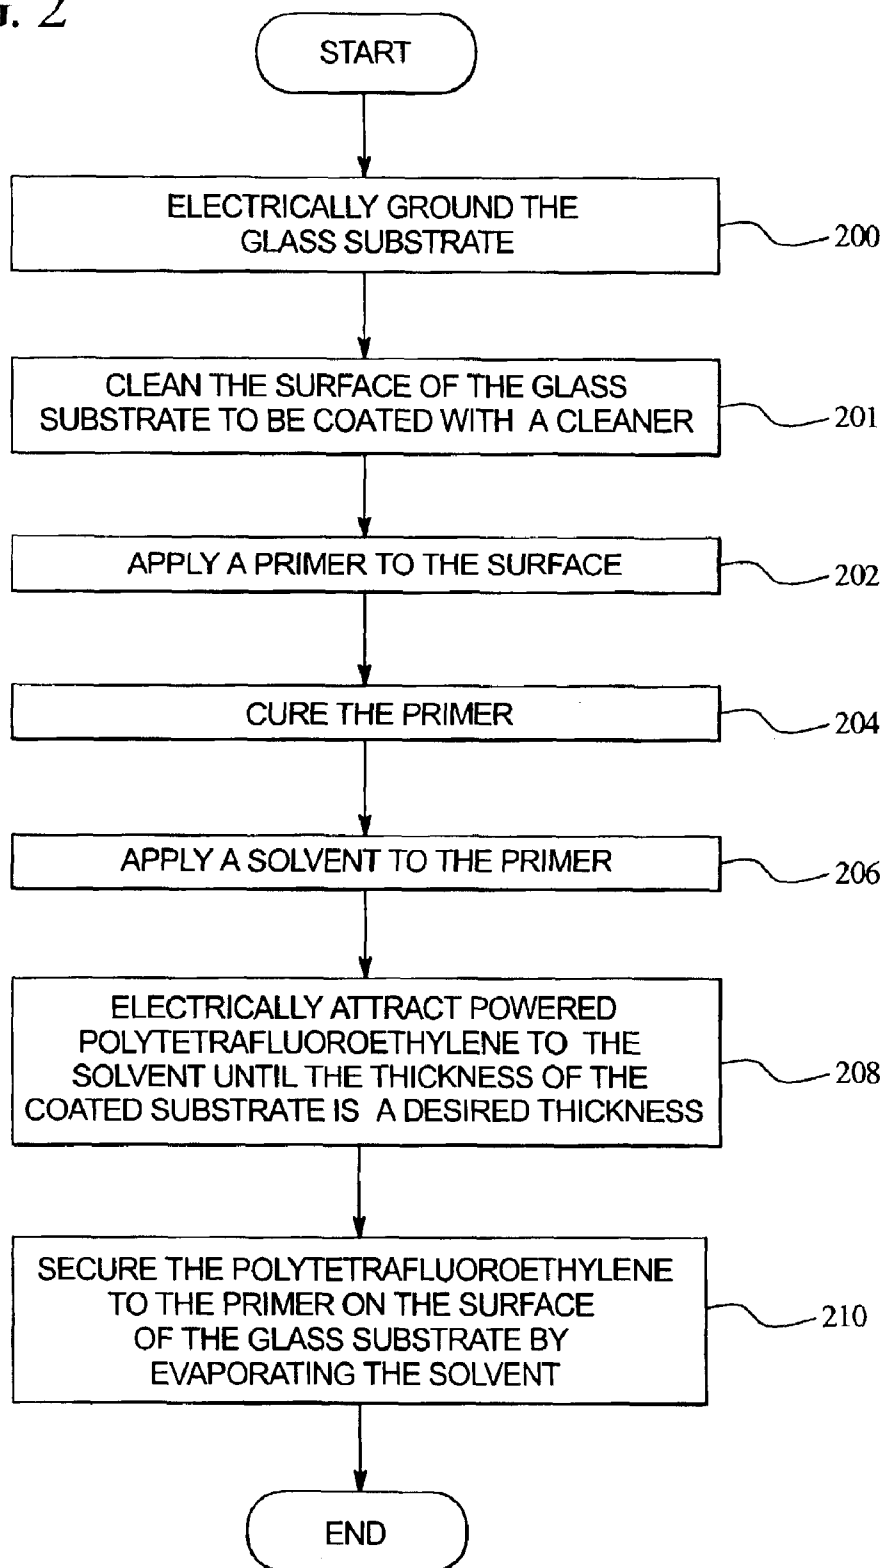 . 2
START
ELECTRICALLY GROUND THE
GLASS SUBSTRATE
200
CLEAN THE SURFACE OF THE GLASS
SUBSTRATE TO BE COATED WITH A CLEANER
201
APPLY A PRIMER TO THE SURFACE
202
CURE THE PRIMER
204
APPLY A SOLVENT TO THE PRIMER
206
ELECTRICALLY ATTRACT POWERED
POLYTETRAFLUOROETHYLENE TO THE
SOLVENT UNTIL THE THICKNESS OF THE
COATED SUBSTRATE IS A DESIRED THICKNESS
208
SECURE THE POLYTETRAFLUOROETHYLENE
TO THE PRIMER ON THE SURFACE
OF THE GLASS SUBSTRATE BY
EVAPORATING THE SOLVENT
210
END